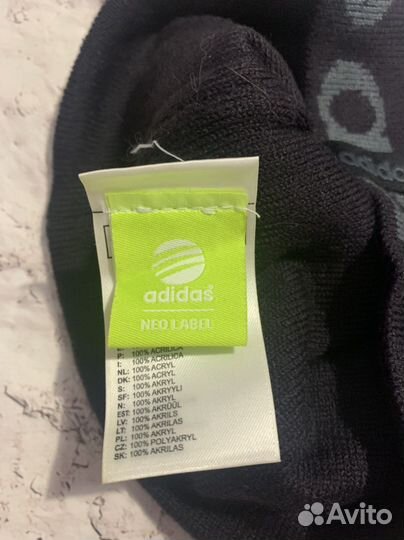 adidas
adidas
NEO LABEL
P: 100% ACRILICA
I: 100% ACRILICA
NL: 100% ACRYL
DK: 100% ACRYL
S: 100% AKRYL
SF: 100% AKRYYLI
N: 100% AKRYL
EST: 100% AKRÜÜL
LV: 100% AKRILS
LT: 100% AKRILAS
PL: 100% AKRYL
CZ: 100% POLYAKRYL
SK: 100% AKRILAS
Avito